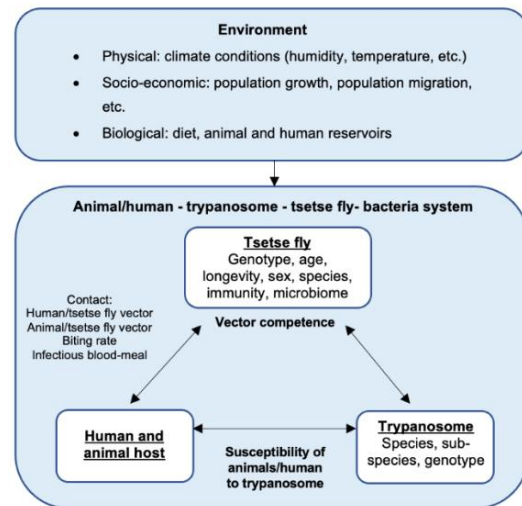 Environment
• Physical: climate conditions (humidity, temperature, etc.)
• Socio-economic: population growth, population migration,
etc.
• Biological: diet, animal and human reservoirs
Animal/human - trypanosome - tsetse fly- bacteria system
Tsetse fly
Genotype, age,
longevity, sex, species,
immunity, microbiome
Contact:
Human/tsetse fly vector
Animal/tsetse fly vector
Biting rate
Infectious blood-meal
Vector competence
Human and
animal host
Susceptibility of
animals/human
to trypanosome
Trypanosome
Species, sub-
species, genotype